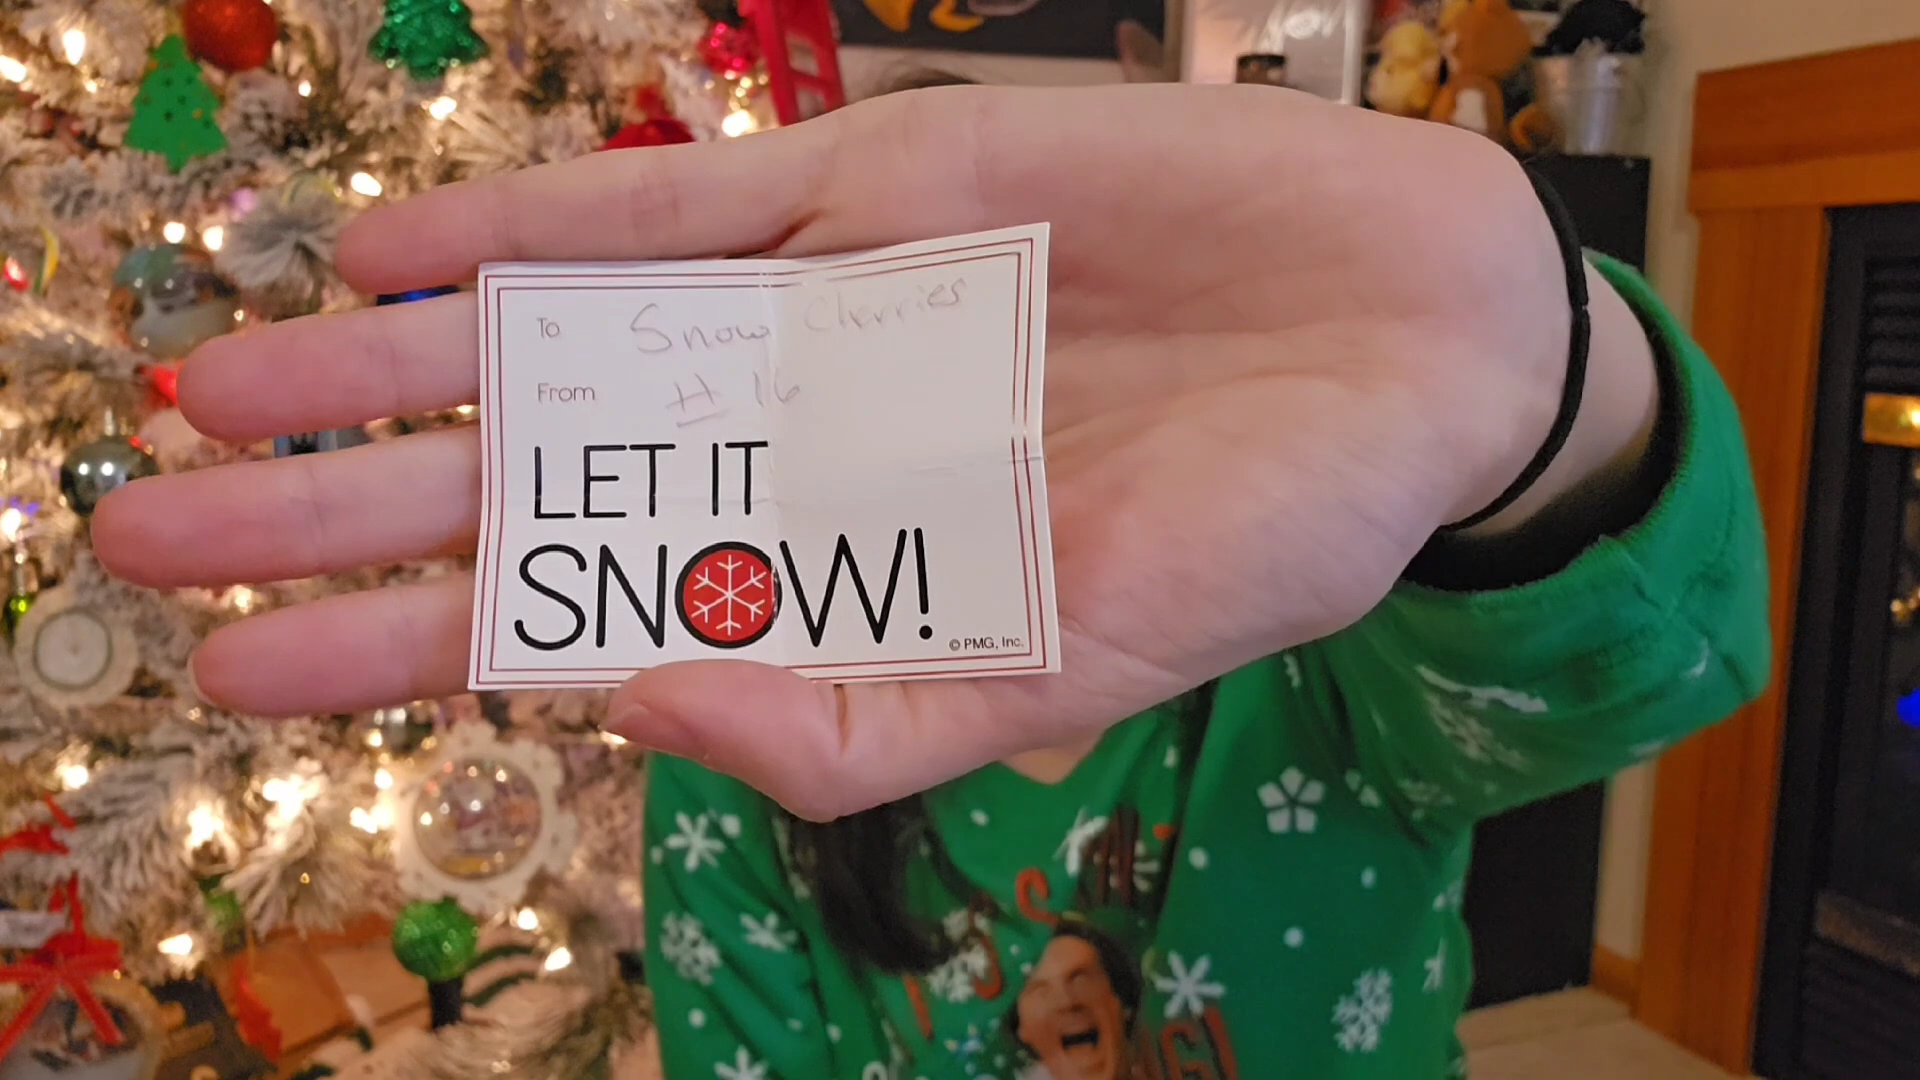 To Snow Cherries
From # 16
LET IT
SNOW!
© PMG, Inc.